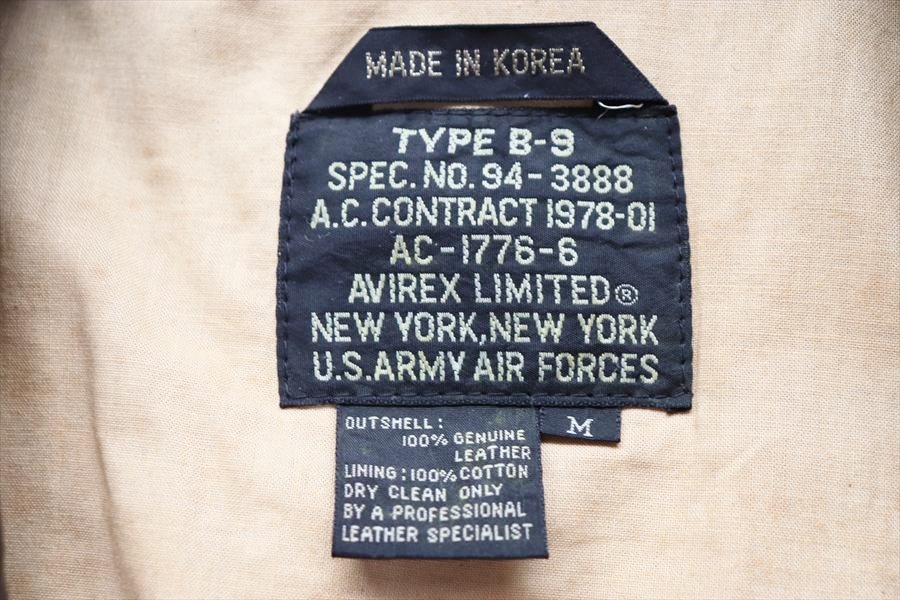 MADE IN KOREA
TYPE B-9
SPEC. NO. 94-3888
A.C. CONTRACT 1978-01
AC-1776-6
AVIREX LIMITED®
NEW YORK, NEW YORK
U.S. ARMY AIR FORCES
M
OUTSHELL:
100% GENUINE
LEATHER
LINING: 100% COTTON
DRY CLEAN ONLY
BY A PROFESSIONAL
LEATHER SPECIALIST